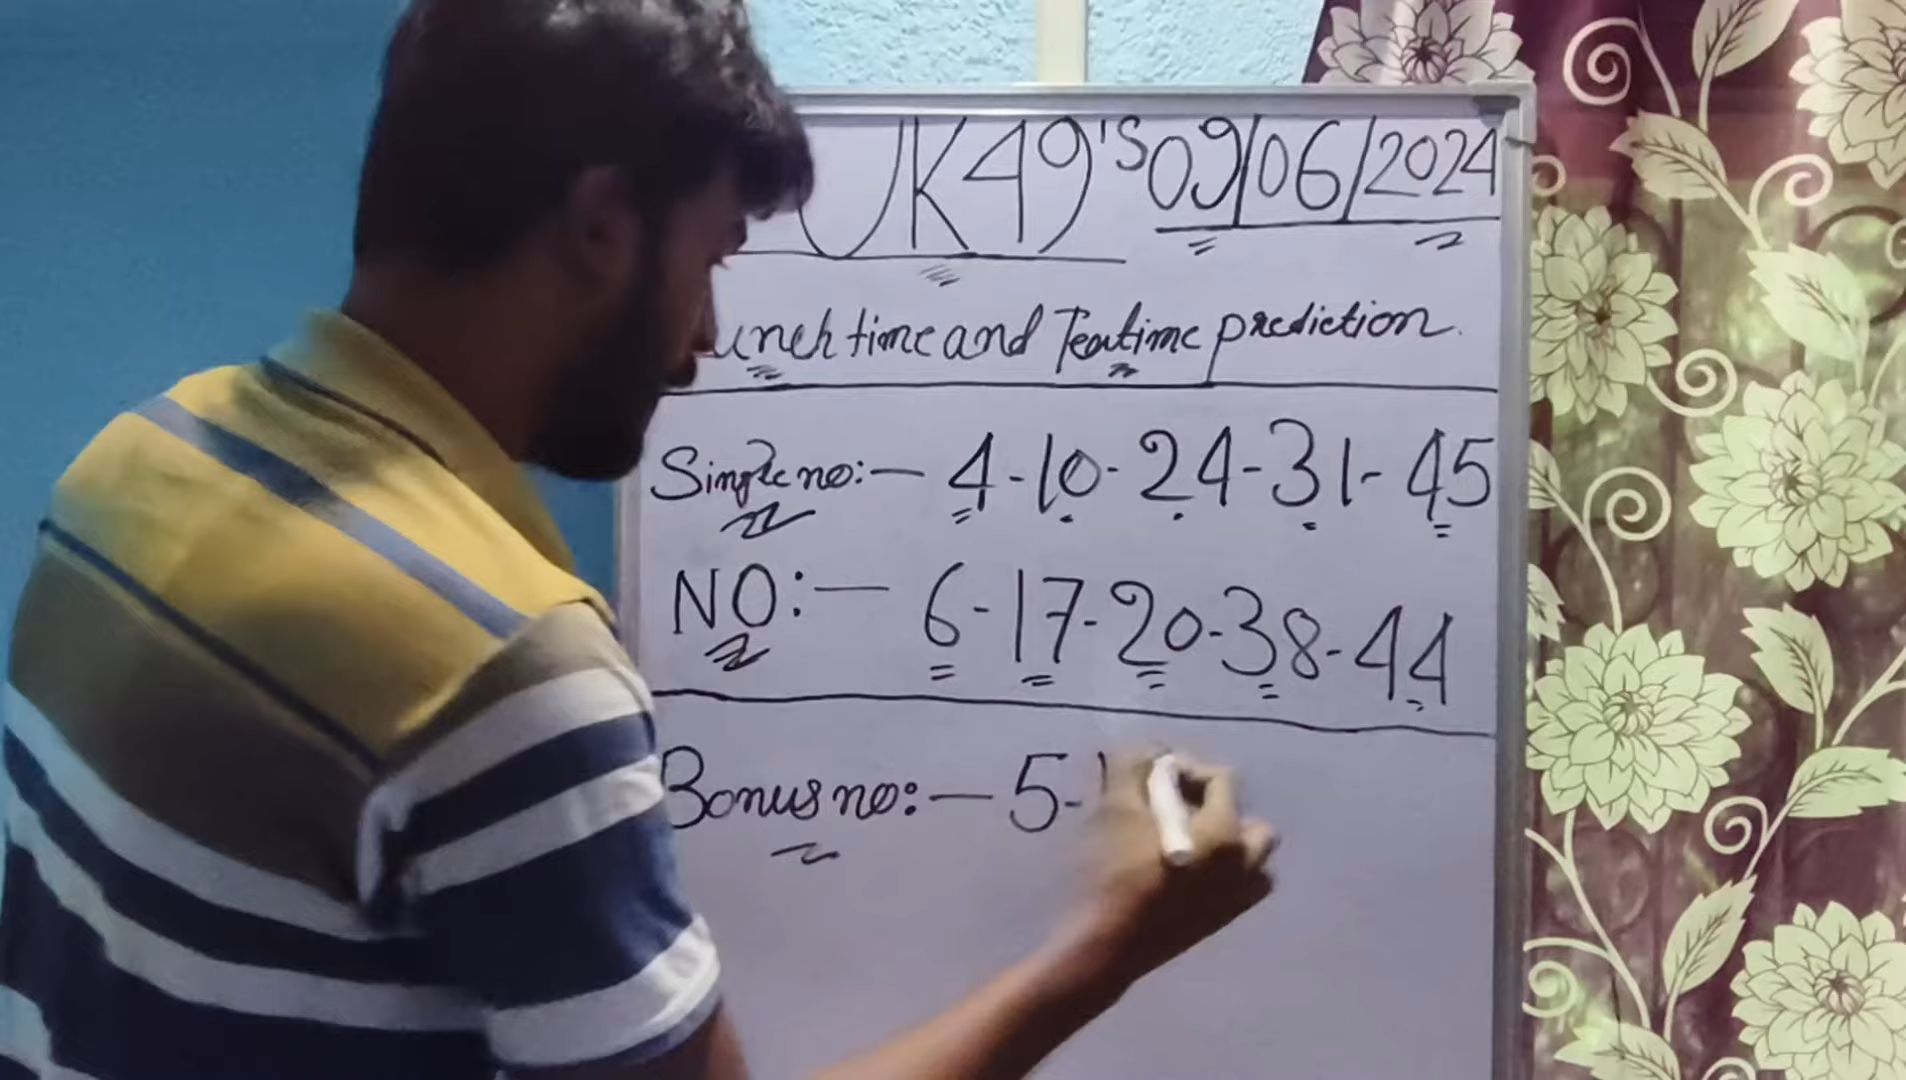 UK49'S 09/06/2024
unch time and Teatime prediction.
Single no:- 4-10-24-31-45
NO:- 6-17-20-38-44
Bonus no:- 5-